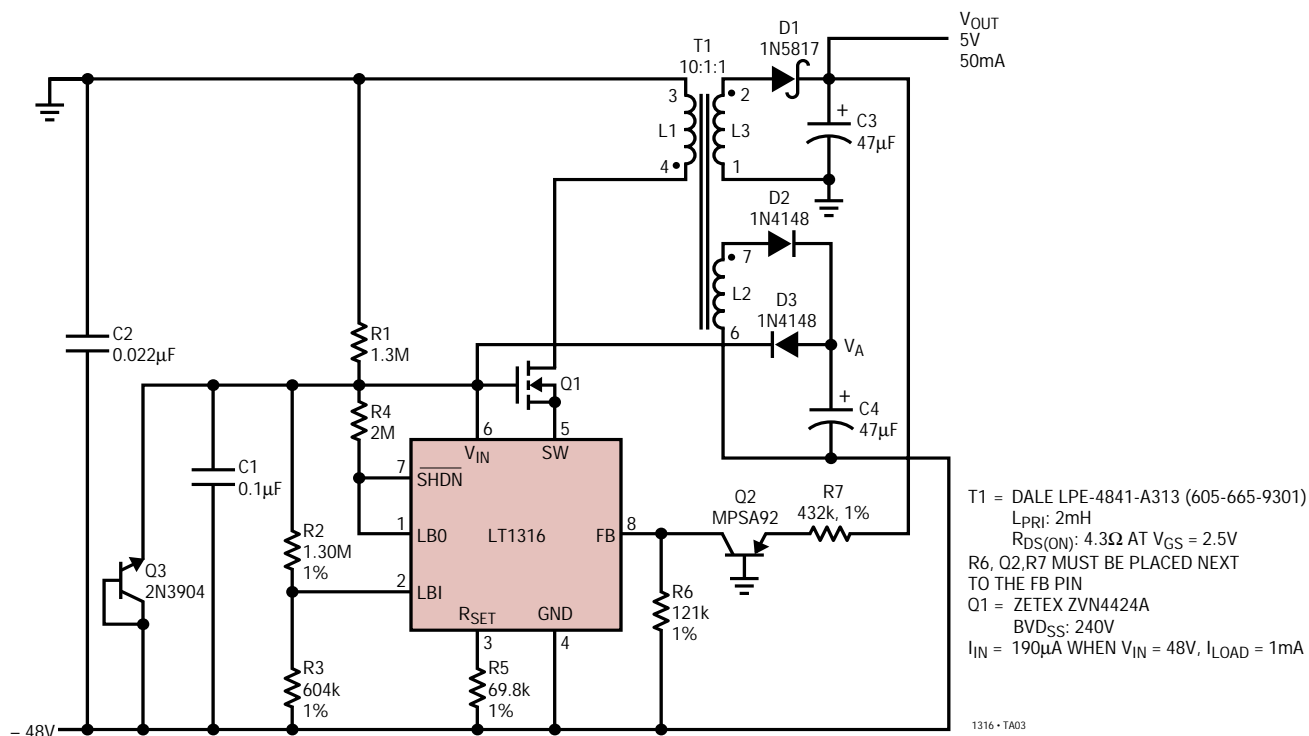 VOUT
5V
50mA
D1
1N5817
T1
10:1:1
3
2
L1
L3
4
1
+
C3
47µF
D2
1N4148
7
L2
D3
1N4148
6
VA
C2
0.022µF
R1
1.3M
Q1
R4
2M
+
C4
47µF
6
5
VIN
SW
7
SHDN
C1
0.1µF
Q2
MPSA92
R7
432k, 1%
1
LB0
LT1316
FB
8
R2
1.30M
1%
Q3
2N3904
2
LBI
R6
121k
1%
RSET
GND
3
4
R3
604k
1%
R5
69.8k
1%
– 48V
T1 = DALE LPE-4841-A313 (605-665-9301)
LPRI: 2mH
RDS(ON): 4.3Ω AT VGS = 2.5V
R6, Q2,R7 MUST BE PLACED NEXT
TO THE FB PIN
Q1 = ZETEX ZVN4424A
BVDSS: 240V
IIN = 190µA WHEN VIN = 48V, ILOAD = 1mA
1316 • TA03